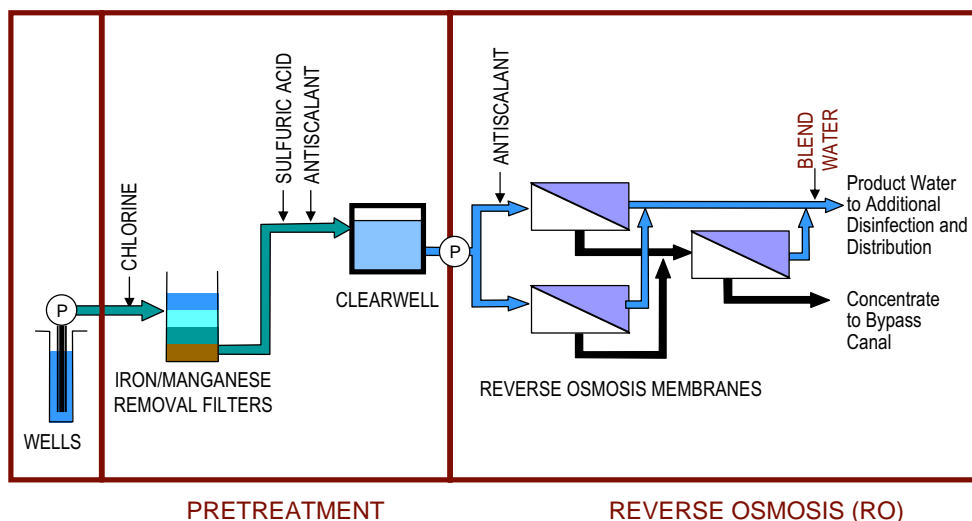 CHLORINE
SULFURIC ACID
ANTISCALANT
ANTISCALANT
BLEND
WATER
P
P
Product Water
to Additional
Disinfection and
Distribution
CLEARWELL
Concentrate
to Bypass
Canal
IRON/MANGANESE
REMOVAL FILTERS
REVERSE OSMOSIS MEMBRANES
WELLS
PRETREATMENT
REVERSE OSMOSIS (RO)